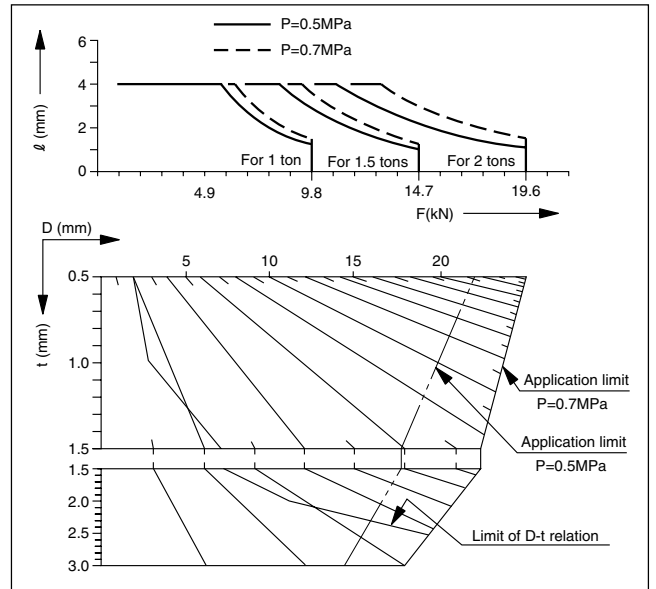 P=0.5MPa
P=0.7MPa
6
4
2
0
ℓ (mm)
For 1 ton
For 1.5 tons
For 2 tons
4.9
9.8
14.7
19.6
F(kN)
D (mm)
5
10
15
20
t (mm)
0.5
1.0
1.5
1.5
2.0
2.5
3.0
Application limit
P=0.7MPa
Application limit
P=0.5MPa
Limit of D-t relation